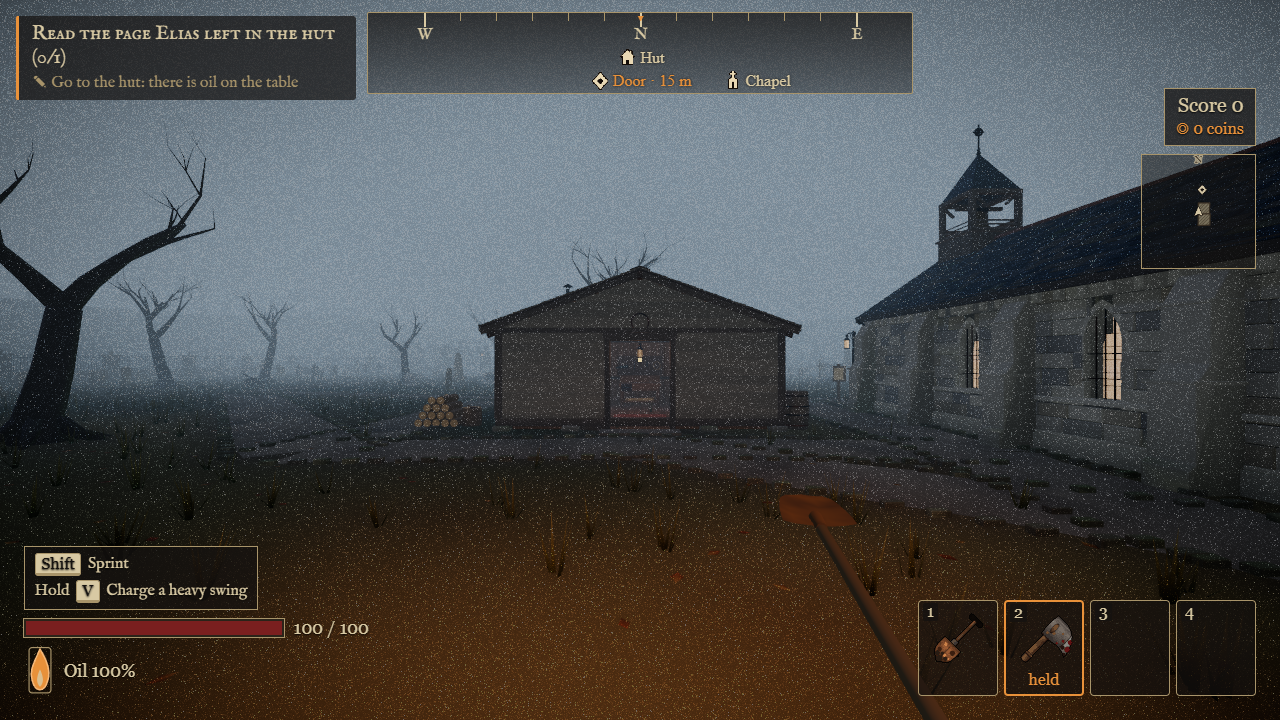 Read the page Elias left in the hut
(0/1)
Go to the hut: there is oil on the table
W N E
Hut
Door · 15 m Chapel
Score 0
0 coins
N
Shift Sprint
Hold V Charge a heavy swing
100 / 100
Oil 100%
1 2 3 4
held